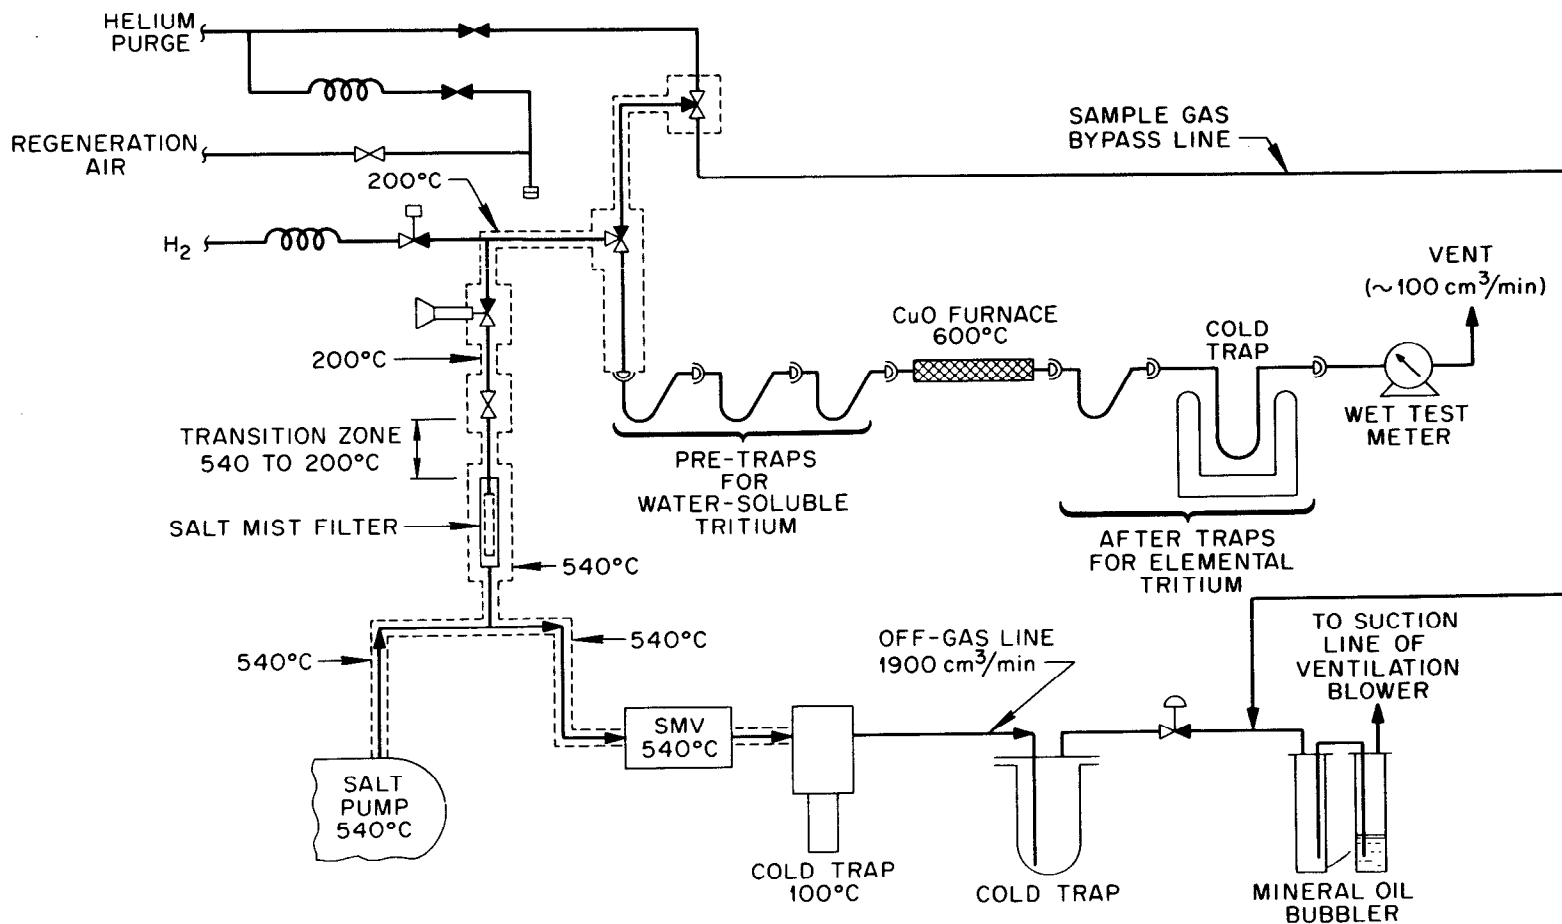 HELIUM
PURGE
REGENERATION
AIR
200°C
H2
SAMPLE GAS
BYPASS LINE
VENT
(~100 cm³/min)
CuO FURNACE
600°C
COLD
TRAP
200°C
WET TEST
METER
TRANSITION ZONE
540 TO 200°C
PRE-TRAPS
FOR
WATER-SOLUBLE
TRITIUM
SALT MIST FILTER
AFTER TRAPS
FOR ELEMENTAL
TRITIUM
540°C
540°C
540°C
OFF-GAS LINE
1900 cm³/min
TO SUCTION
LINE OF
VENTILATION
BLOWER
SMV
540°C
SALT
PUMP
540°C
COLD TRAP
100°C
COLD TRAP
MINERAL OIL
BUBBLER